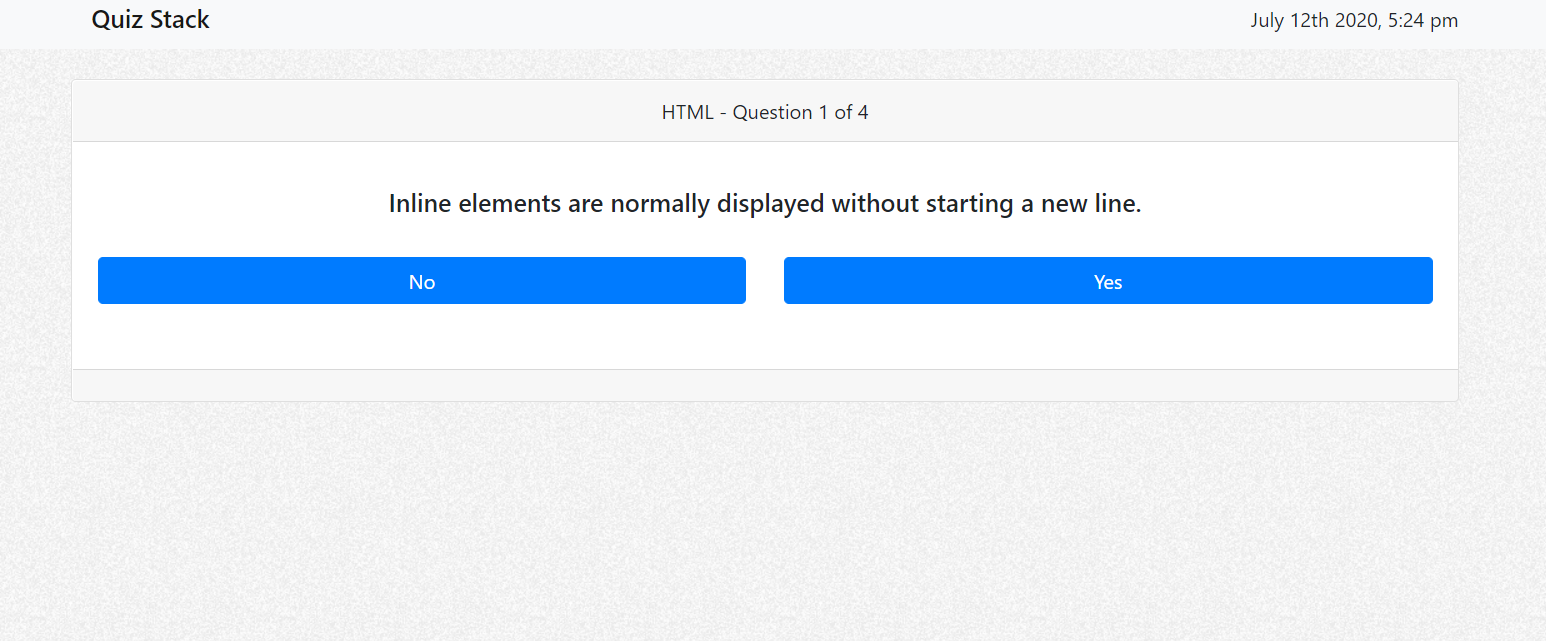 Quiz Stack
July 12th 2020, 5:24 pm
HTML - Question 1 of 4
Inline elements are normally displayed without starting a new line.
No
Yes